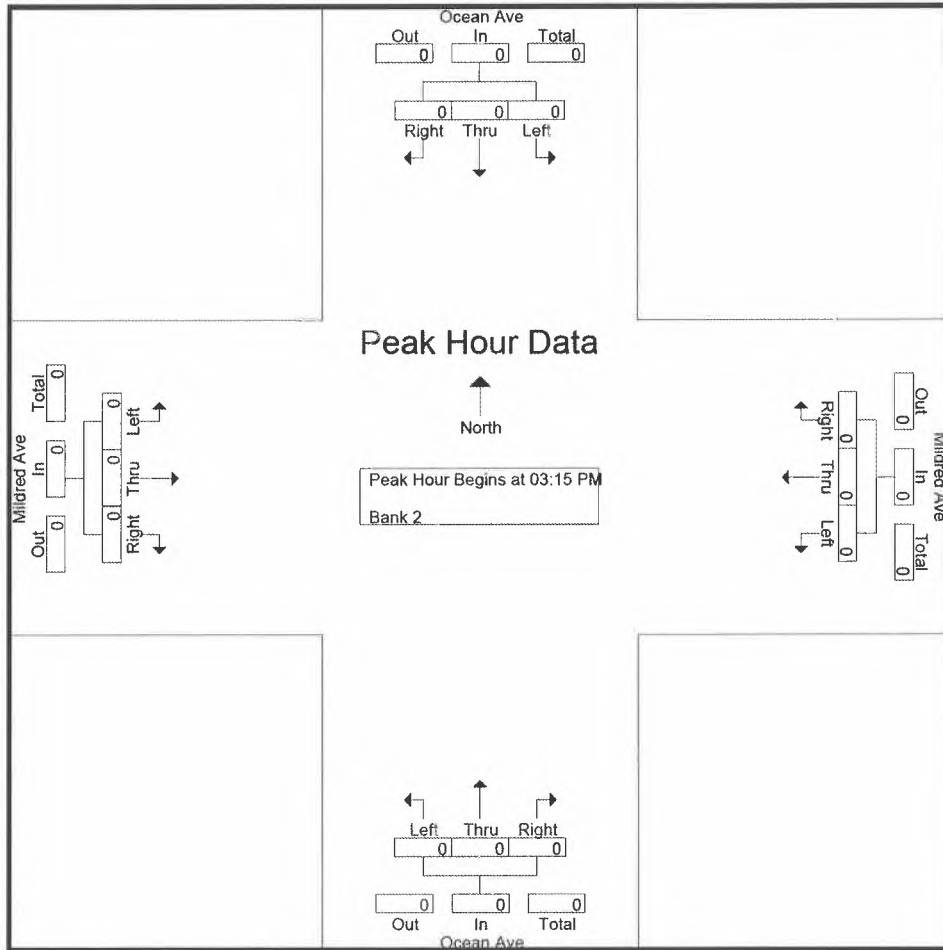 Ocean Ave
Out In Total
0 0 0
0 0 0
Right Thru Left
Peak Hour Data
North
Peak Hour Begins at 03:15 PM
Bank 2
Mildred Ave
Out In Total
0 0 0
0 0 0
Right Thru Left
Mildred Ave
Out In Total
0 0 0
0 0 0
Right Thru Left
Left Thru Right
0 0 0
0 0 0
Out In Total
Ocean Ave